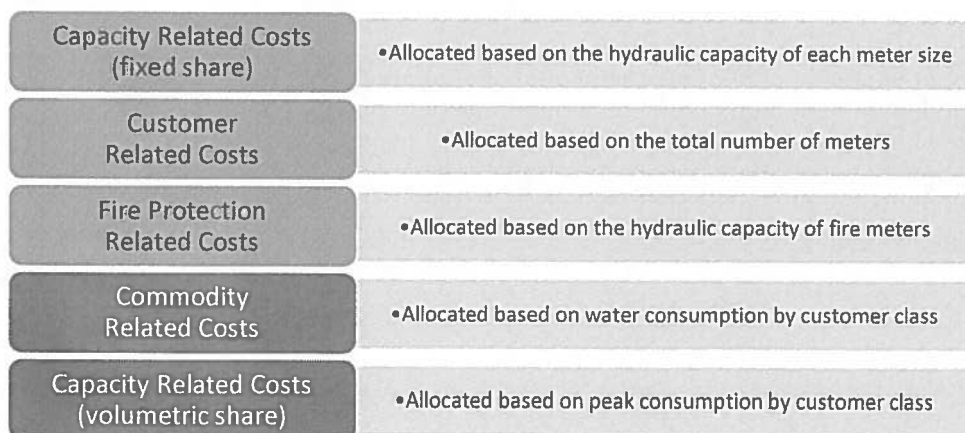 Capacity Related Costs
(fixed share)
•Allocated based on the hydraulic capacity of each meter size
Customer
Related Costs
•Allocated based on the total number of meters
Fire Protection
Related Costs
•Allocated based on the hydraulic capacity of fire meters
Commodity
Related Costs
•Allocated based on water consumption by customer class
Capacity Related Costs
(volumetric share)
•Allocated based on peak consumption by customer class